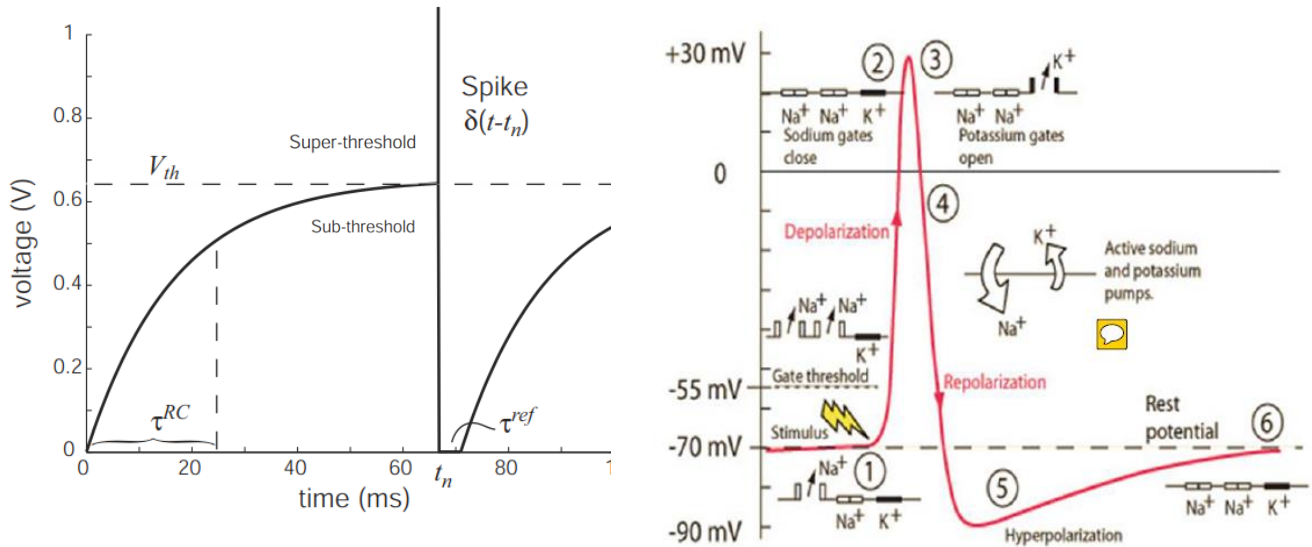 1
0.8
0.6
0.4
0.2
0
voltage (V)
Spike
δ(t-tn)
Super-threshold
Vth
Sub-threshold
τRC
τref
0
20
40
60
tn
80
1
time (ms)
+30 mV
0
-55 mV
-70 mV
-90 mV
2
3
K+
Na+ Na+ K+
Sodium gates
close
Na+ Na+
Potassium gates
open
Depolarization
4
K+
Na+
Active sodium
and potassium
pumps.
Na+ Na+
K+
Gate threshold
Repolarization
Stimulus
Rest
potential
6
Na+
1
Na+ K+
5
Hyperpolarization
Na+ Na+ K+